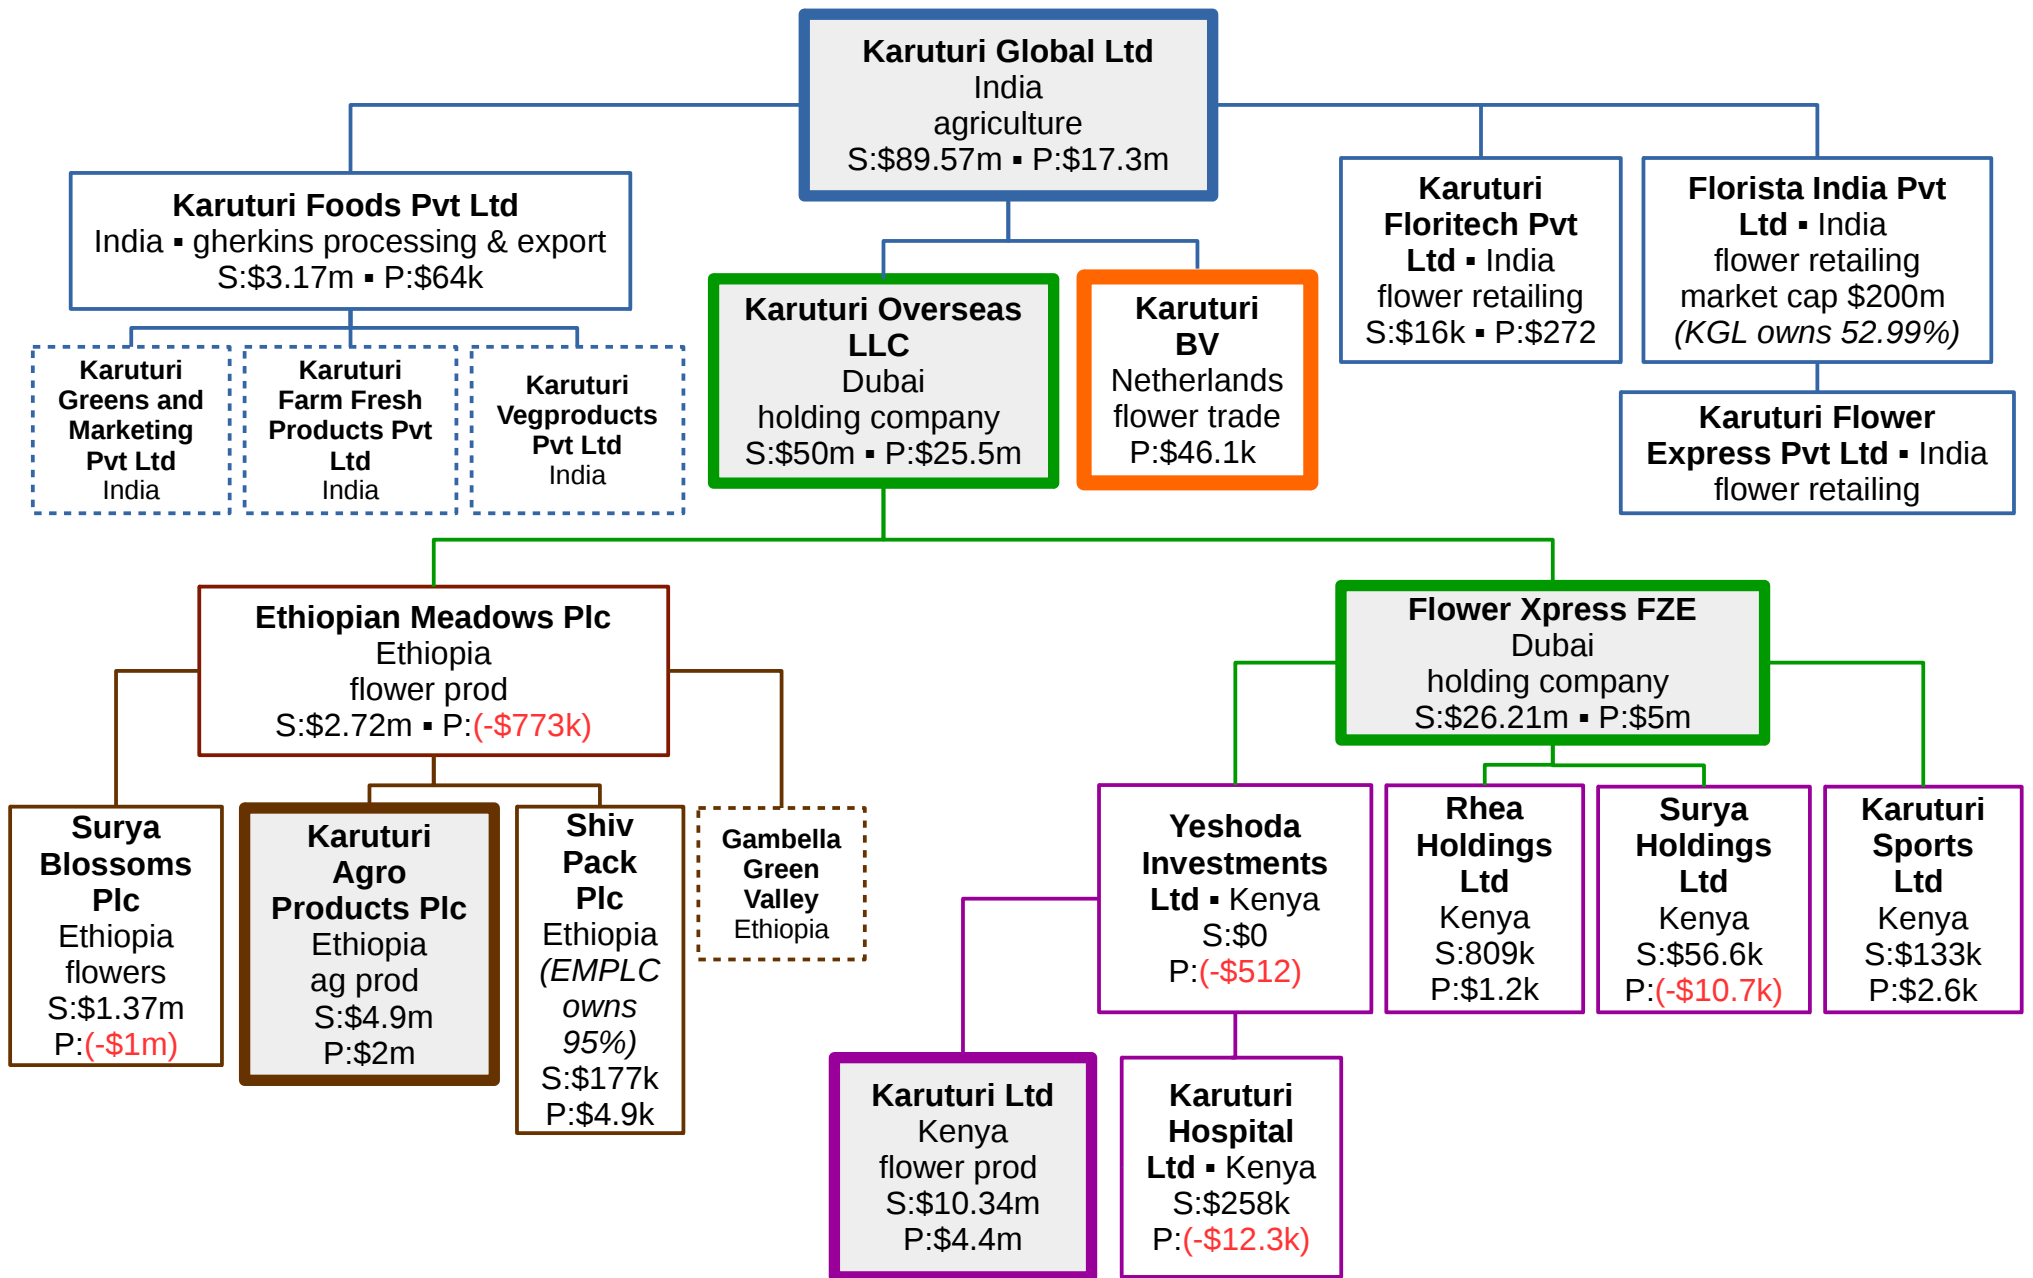 Karuturi Global Ltd
India
agriculture
S:$89.57m ▪ P:$17.3m
Karuturi Foods Pvt Ltd
India ▪ gherkins processing & export
S:$3.17m ▪ P:$64k
Karuturi
Floritech Pvt
Ltd ▪ India
flower retailing
S:$16k ▪ P:$272
Florista India Pvt
Ltd ▪ India
flower retailing
market cap $200m
(KGL owns 52.99%)
Karuturi Overseas
LLC
Dubai
holding company
S:$50m ▪ P:$25.5m
Karuturi
BV
Netherlands
flower trade
P:$46.1k
Karuturi
Greens and
Marketing
Pvt Ltd
India
Karuturi
Farm Fresh
Products Pvt
Ltd
India
Karuturi
Vegproducts
Pvt Ltd
India
Karuturi Flower
Express Pvt Ltd ▪ India
flower retailing
Ethiopian Meadows Plc
Ethiopia
flower prod
S:$2.72m ▪ P:(-$773k)
Flower Xpress FZE
Dubai
holding company
S:$26.21m ▪ P:$5m
Surya
Blossoms
Plc
Ethiopia
flowers
S:$1.37m
P:(-$1m)
Karuturi
Agro
Products Plc
Ethiopia
ag prod
S:$4.9m
P:$2m
Shiv
Pack
Plc
Ethiopia
(EMPLC
owns
95%)
S:$177k
P:$4.9k
Gambella
Green
Valley
Ethiopia
Yeshoda
Investments
Ltd ▪ Kenya
S:$0
P:(-$512)
Rhea
Holdings
Ltd
Kenya
S:809k
P:$1.2k
Surya
Holdings
Ltd
Kenya
S:$56.6k
P:(-$10.7k)
Karuturi
Sports
Ltd
Kenya
S:$133k
P:$2.6k
Karuturi Ltd
Kenya
flower prod
S:$10.34m
P:$4.4m
Karuturi
Hospital
Ltd ▪ Kenya
S:$258k
P:(-$12.3k)